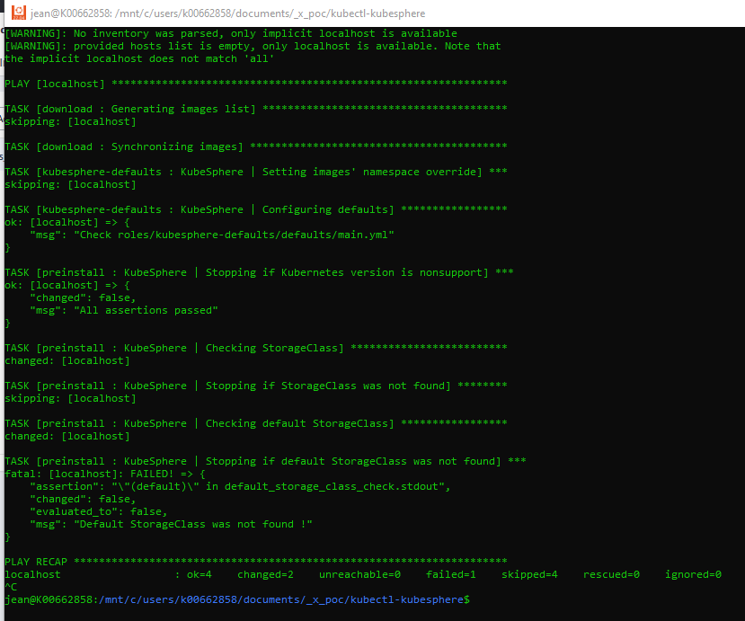 jean@K00662858: /mnt/c/users/k00662858/documents/_x_poc/kubectl-kubesphere
[WARNING]: No inventory was parsed, only implicit localhost is available
[WARNING]: provided hosts list is empty, only localhost is available. Note that
the implicit localhost does not match 'all'
PLAY [localhost] ***************************************************************
TASK [download : Generating images list] ***************************************
skipping: [localhost]
TASK [download : Synchronizing images] *****************************************
TASK [kubesphere-defaults : KubeSphere | Setting images' namespace override] ***
skipping: [localhost]
TASK [kubesphere-defaults : KubeSphere | Configuring defaults] *****************
ok: [localhost] => {
    "msg": "Check roles/kubesphere-defaults/defaults/main.yml"
}
TASK [preinstall : KubeSphere | Stopping if Kubernetes version is nonsupport] ***
ok: [localhost] => {
    "changed": false,
    "msg": "All assertions passed"
}
TASK [preinstall : KubeSphere | Checking StorageClass] *************************
changed: [localhost]
TASK [preinstall : KubeSphere | Stopping if StorageClass was not found] ********
skipping: [localhost]
TASK [preinstall : KubeSphere | Checking default StorageClass] *****************
changed: [localhost]
TASK [preinstall : KubeSphere | Stopping if default StorageClass was not found] ***
fatal: [localhost]: FAILED! => {
    "assertion": "\"(default)\" in default_storage_class_check.stdout",
    "changed": false,
    "evaluated_to": false,
    "msg": "Default StorageClass was not found !"
}
PLAY RECAP *********************************************************************
localhost                  : ok=4    changed=2    unreachable=0    failed=1    skipped=4    rescued=0    ignored=0
^C
jean@K00662858:/mnt/c/users/k00662858/documents/_x_poc/kubectl-kubesphere$